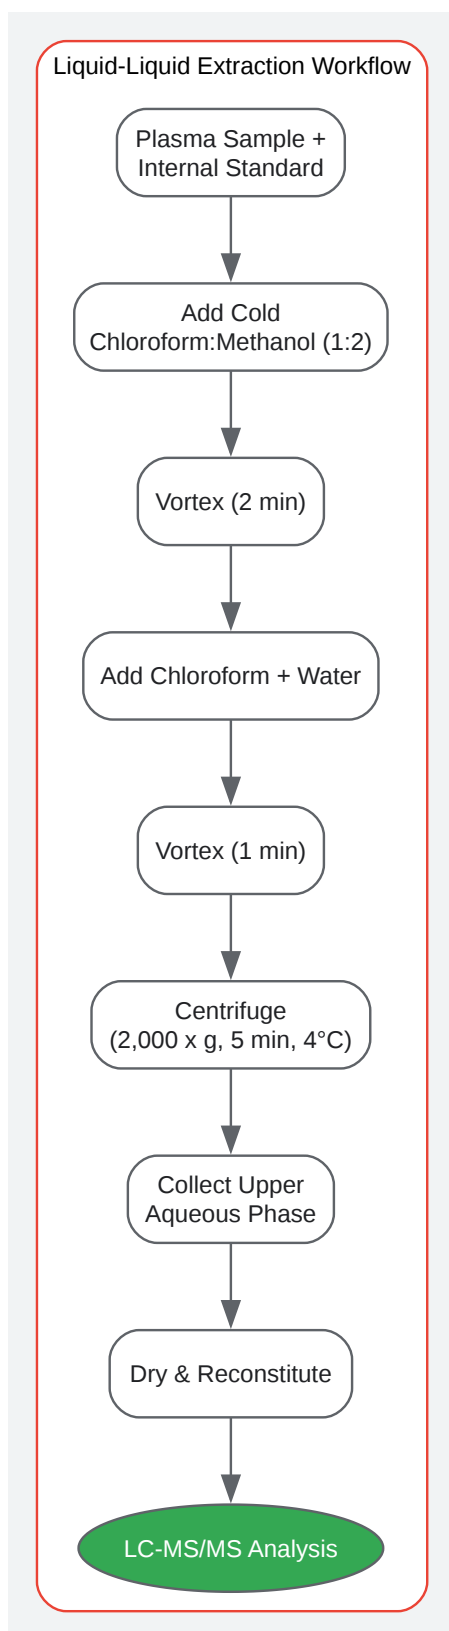 Liquid-Liquid Extraction Workflow
Plasma Sample +
Internal Standard
Add Cold
Chloroform:Methanol (1:2)
Vortex (2 min)
Add Chloroform + Water
Vortex (1 min)
Centrifuge
(2,000 x g, 5 min, 4°C)
Collect Upper
Aqueous Phase
Dry & Reconstitute
LC-MS/MS Analysis